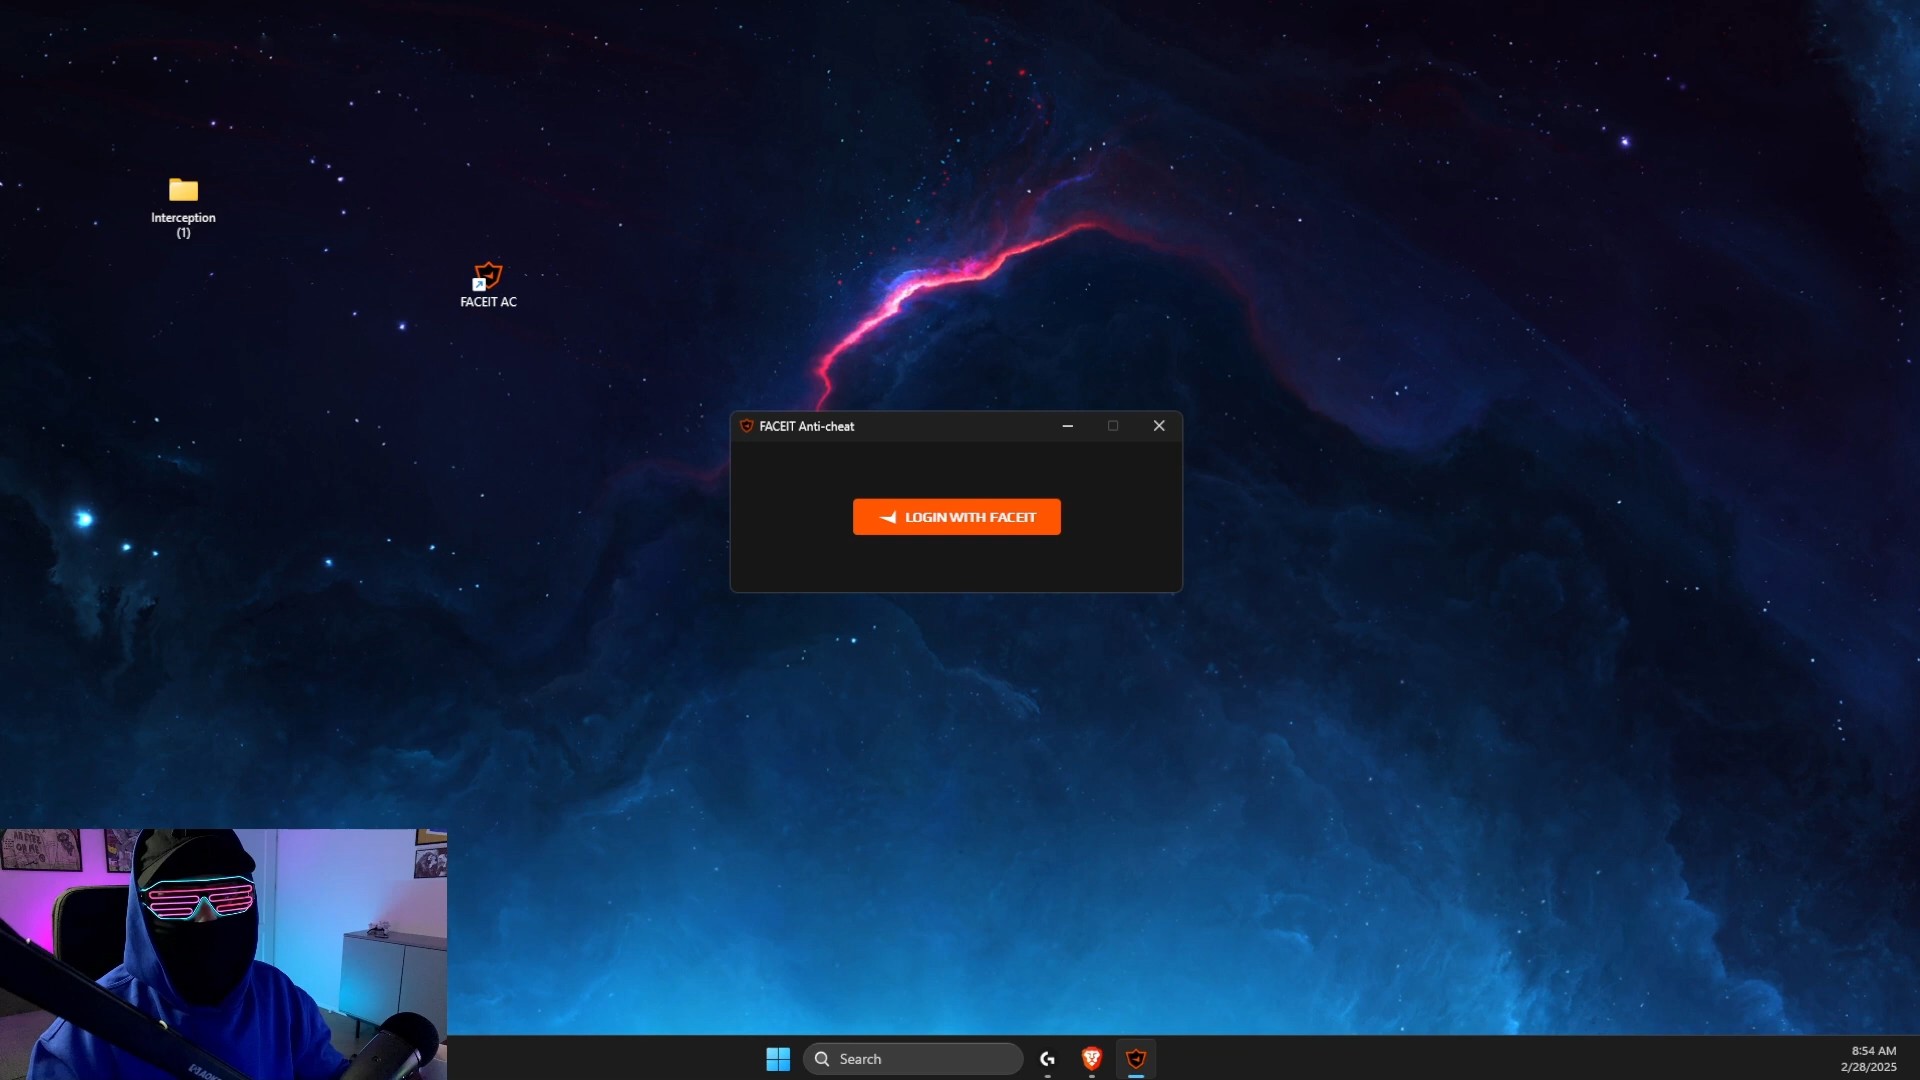 Interception
(1)
FACEIT AC
FACEIT Anti-cheat
LOGIN WITH FACEIT
Search
8:54 AM
2/28/2025